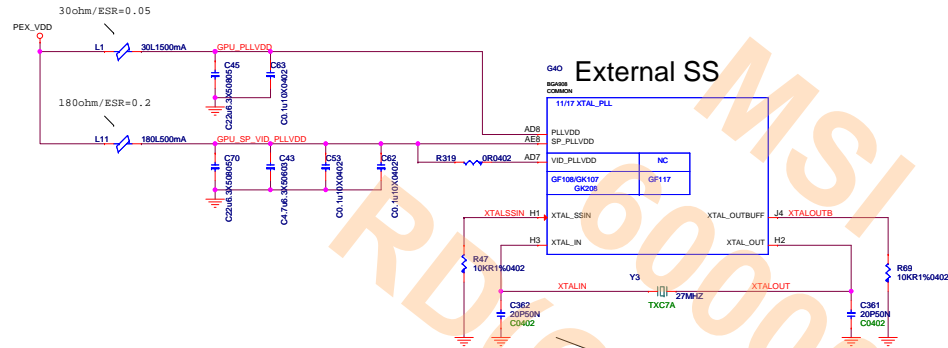 30ohm/ESR=0.05
PEX_VDD
L1
30L1500mA
GPU_PLLVDD
C45
C22u6.3X50805
C63
C0.1u10X0402
180ohm/ESR=0.2
L11
180L500mA
GPU_SP_VID_PLLVDD
C70
C22u6.3X50805
C43
C4.7u6.3X50603
C53
C0.1u10X0402
C62
C0.1u10X0402
R319
0R0402
G4O
External SS
BGA908
COMMON
11/17 XTAL_PLL
AD8
PLLVDD
AE8
SP_PLLVDD
AD7
VID_PLLVDD
NC
GF108/GK107
GK208
GF117
XTALSSIN
H1
XTAL_SSIN
XTAL_OUTBUFF
J4
XTALOUTB
H3
XTAL_IN
XTAL_OUT
H2
R47
10KR1%0402
R69
10KR1%0402
Y3
XTALIN
27MHZ
XTALOUT
TXC7A
C362
20P50N
C0402
C361
20P50N
C0402
MSI